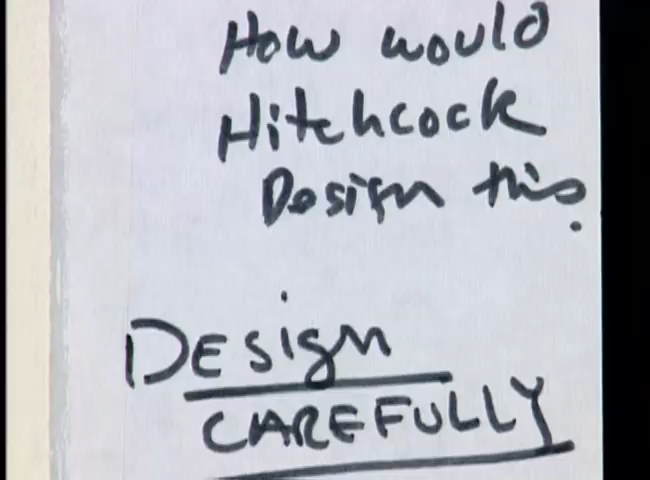 How would
Hitchcock
Design this?
DESign
CAREFULLY